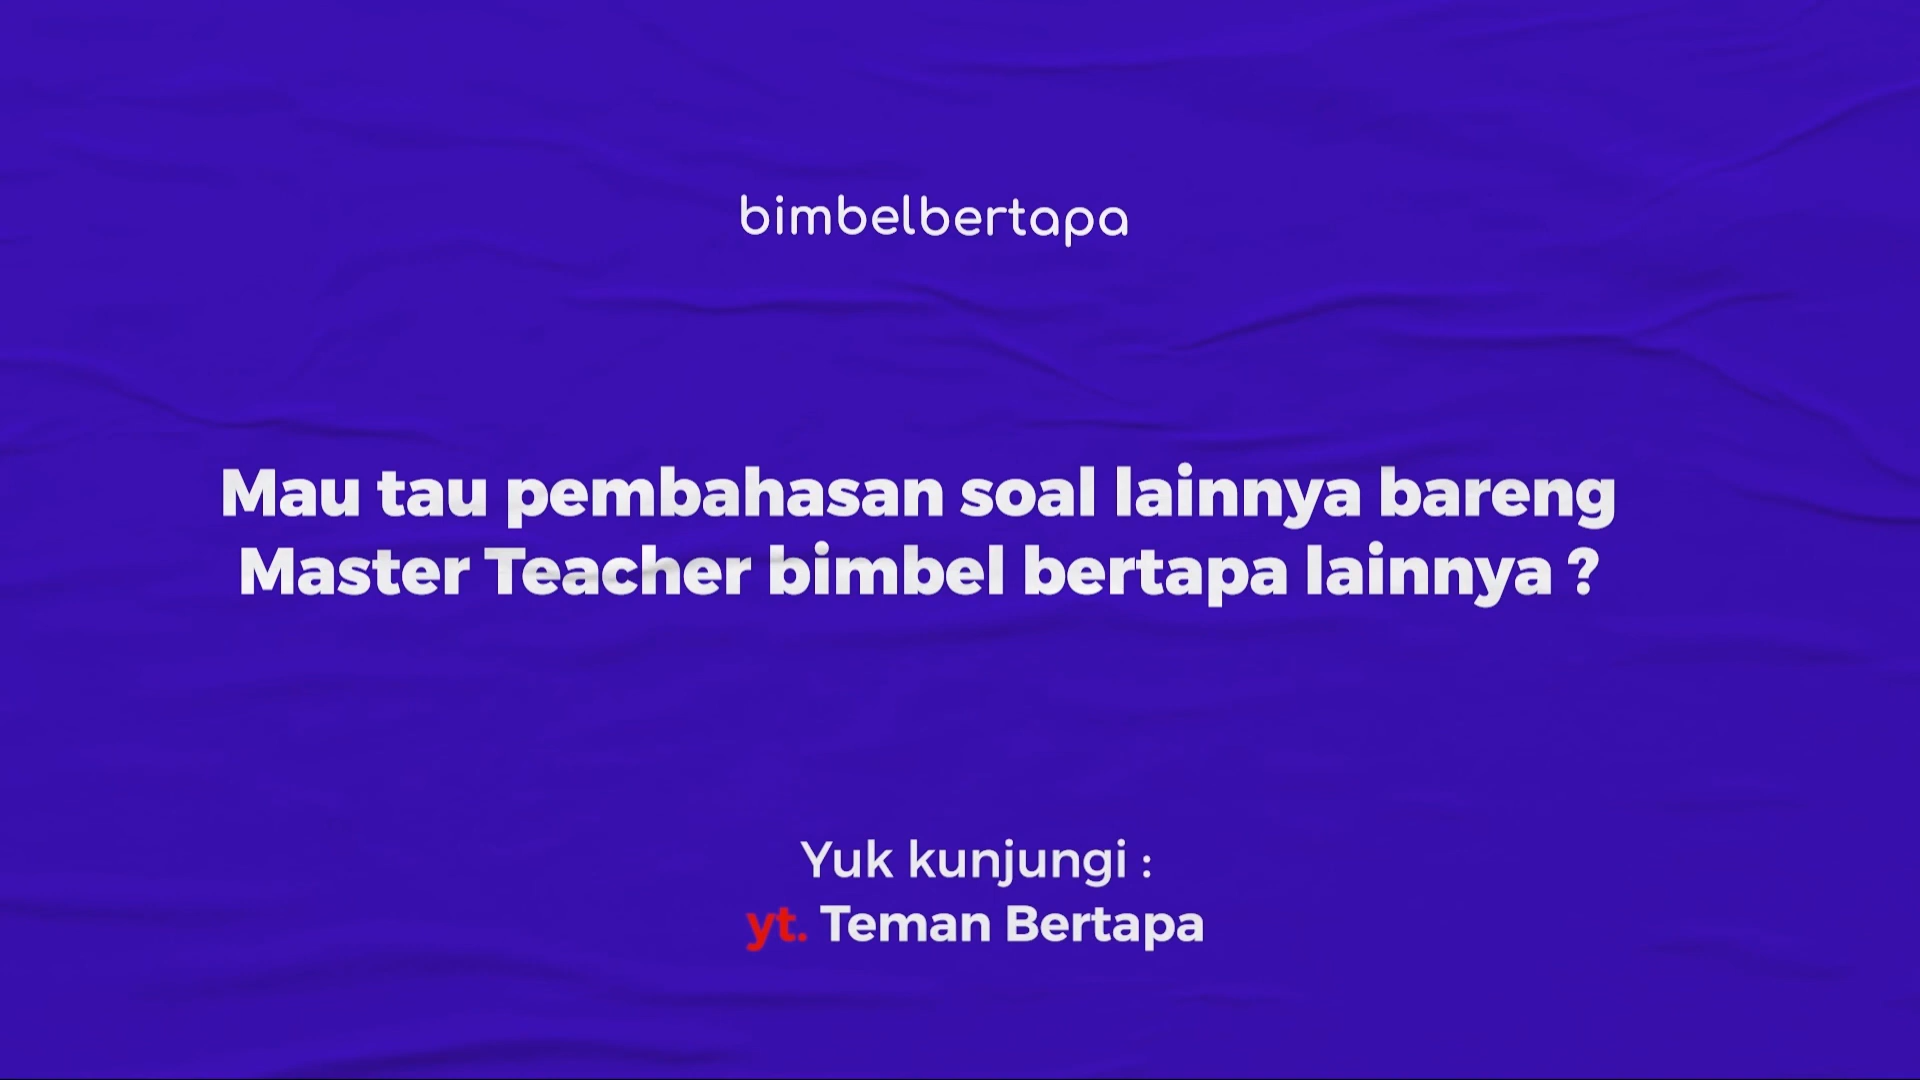 bimbelbertapa
Mau tau pembahasan soal lainnya bareng
Master Teacher bimbel bertapa lainnya ?
Yuk kunjungi :
yt. Teman Bertapa